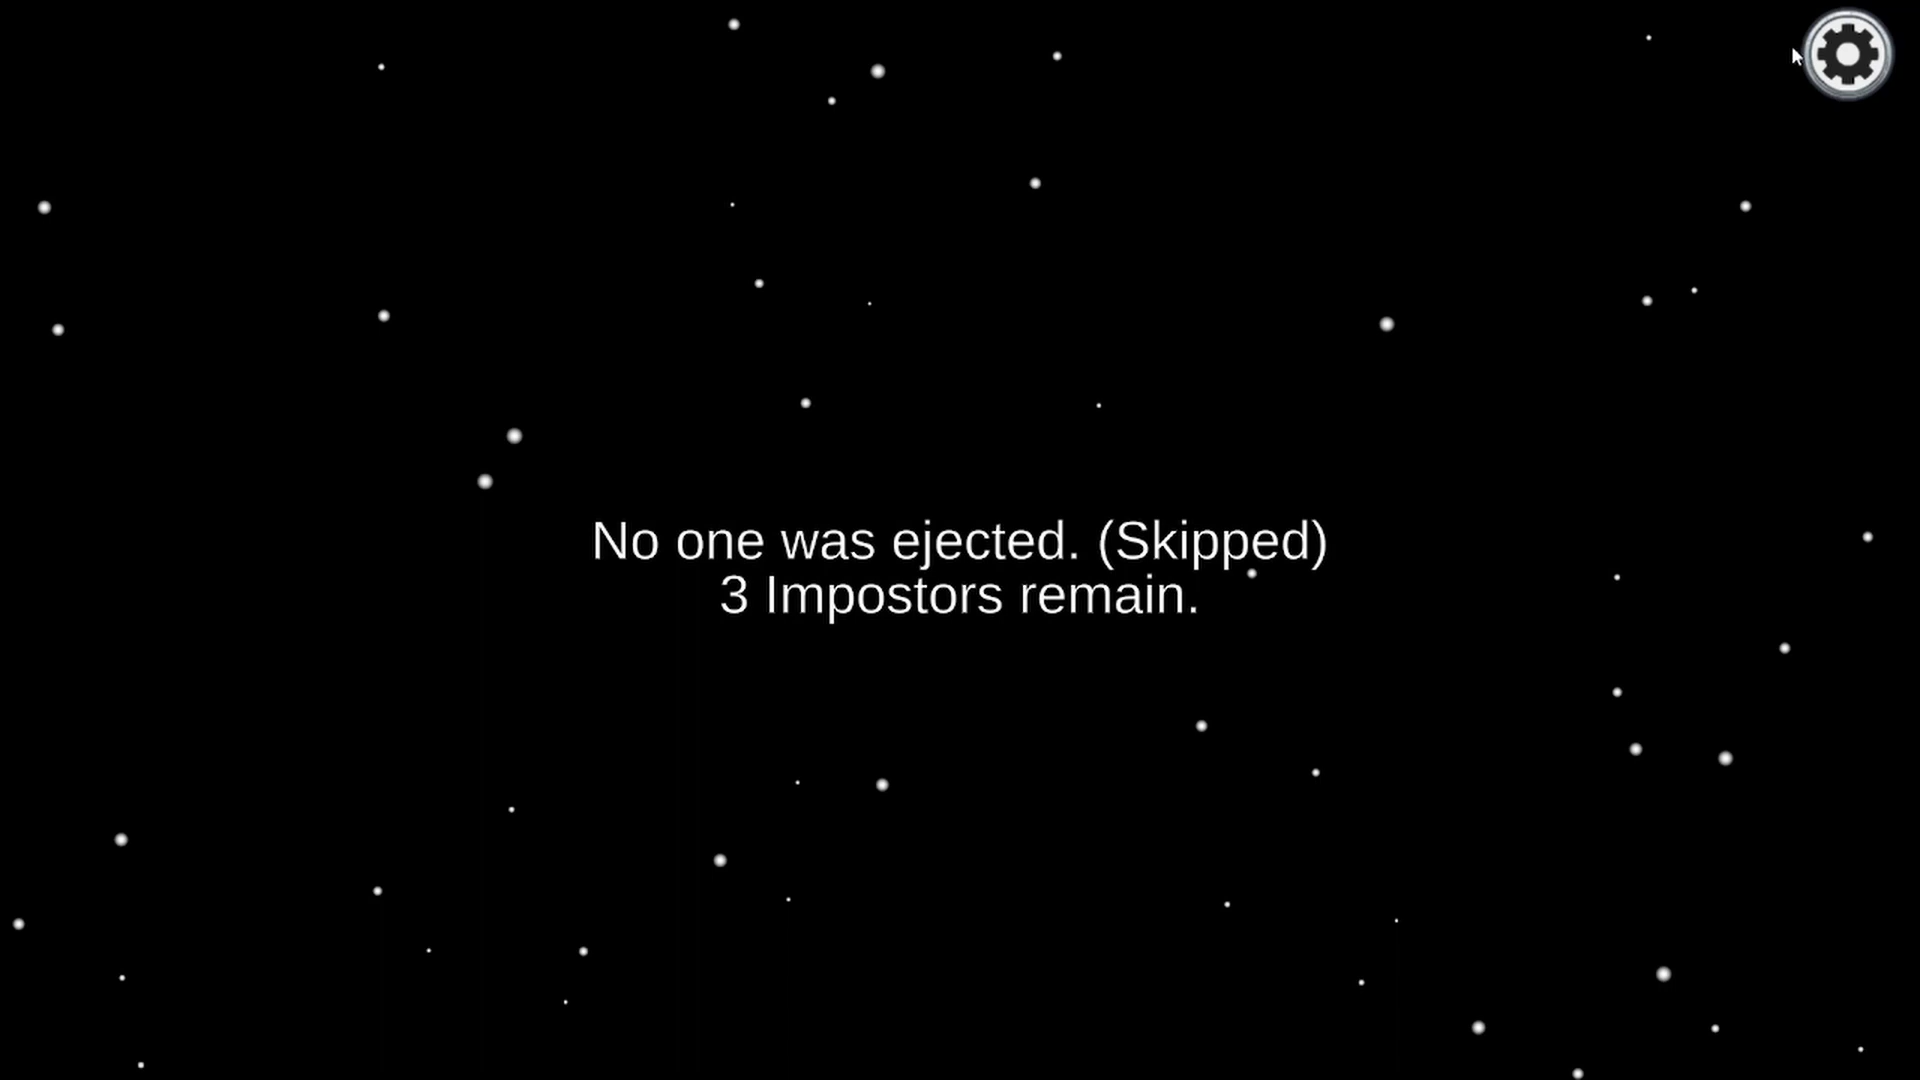 No one was ejected. (Skipped)
3 Impostors remain.